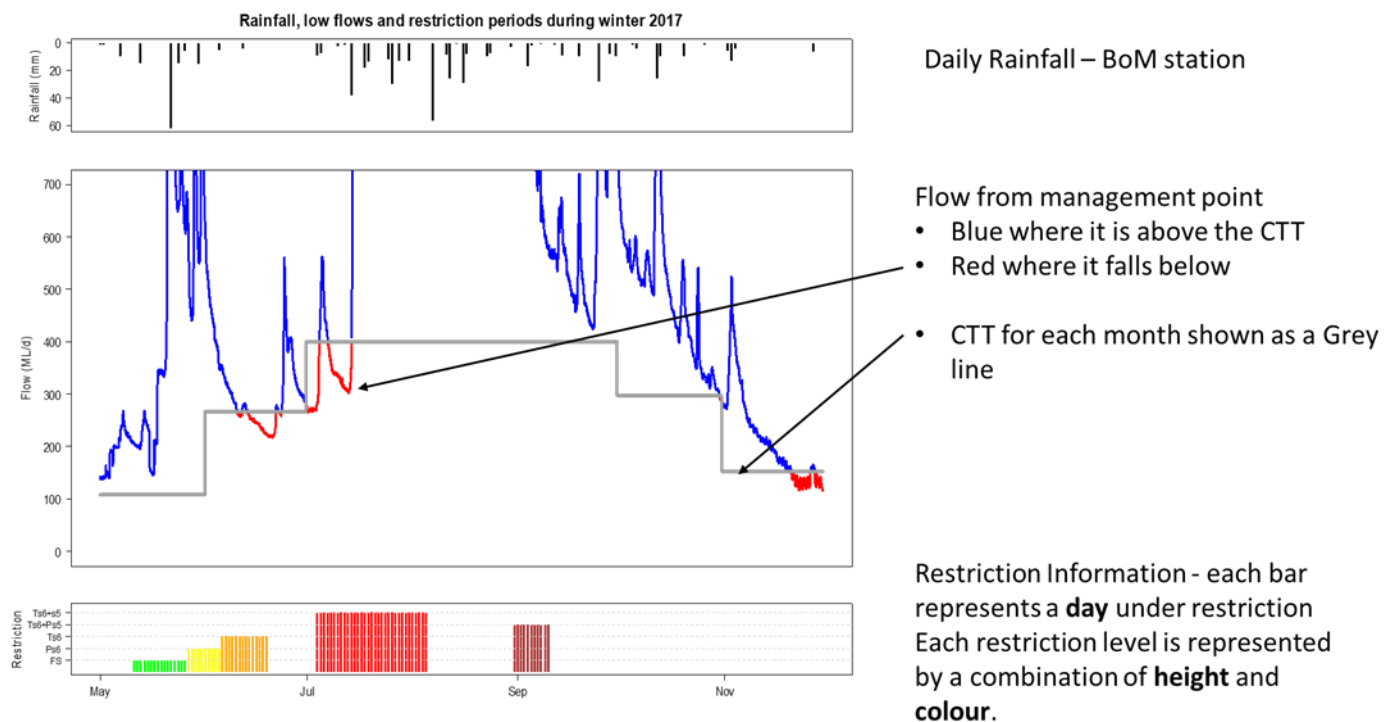 Rainfall, low flows and restriction periods during winter 2017
Rainfall (mm)
0
20
40
60
Daily Rainfall – BoM station
Flow (ML/d)
700
600
500
400
300
200
100
0
Flow from management point
• Blue where it is above the CTT
• Red where it falls below
• CTT for each month shown as a Grey
line
Restriction
Ts6+s5
Ts6+Ps5
Ts6
Ps6
FS
May
Jul
Sep
Nov
Restriction Information - each bar
represents a day under restriction
Each restriction level is represented
by a combination of height and
colour.